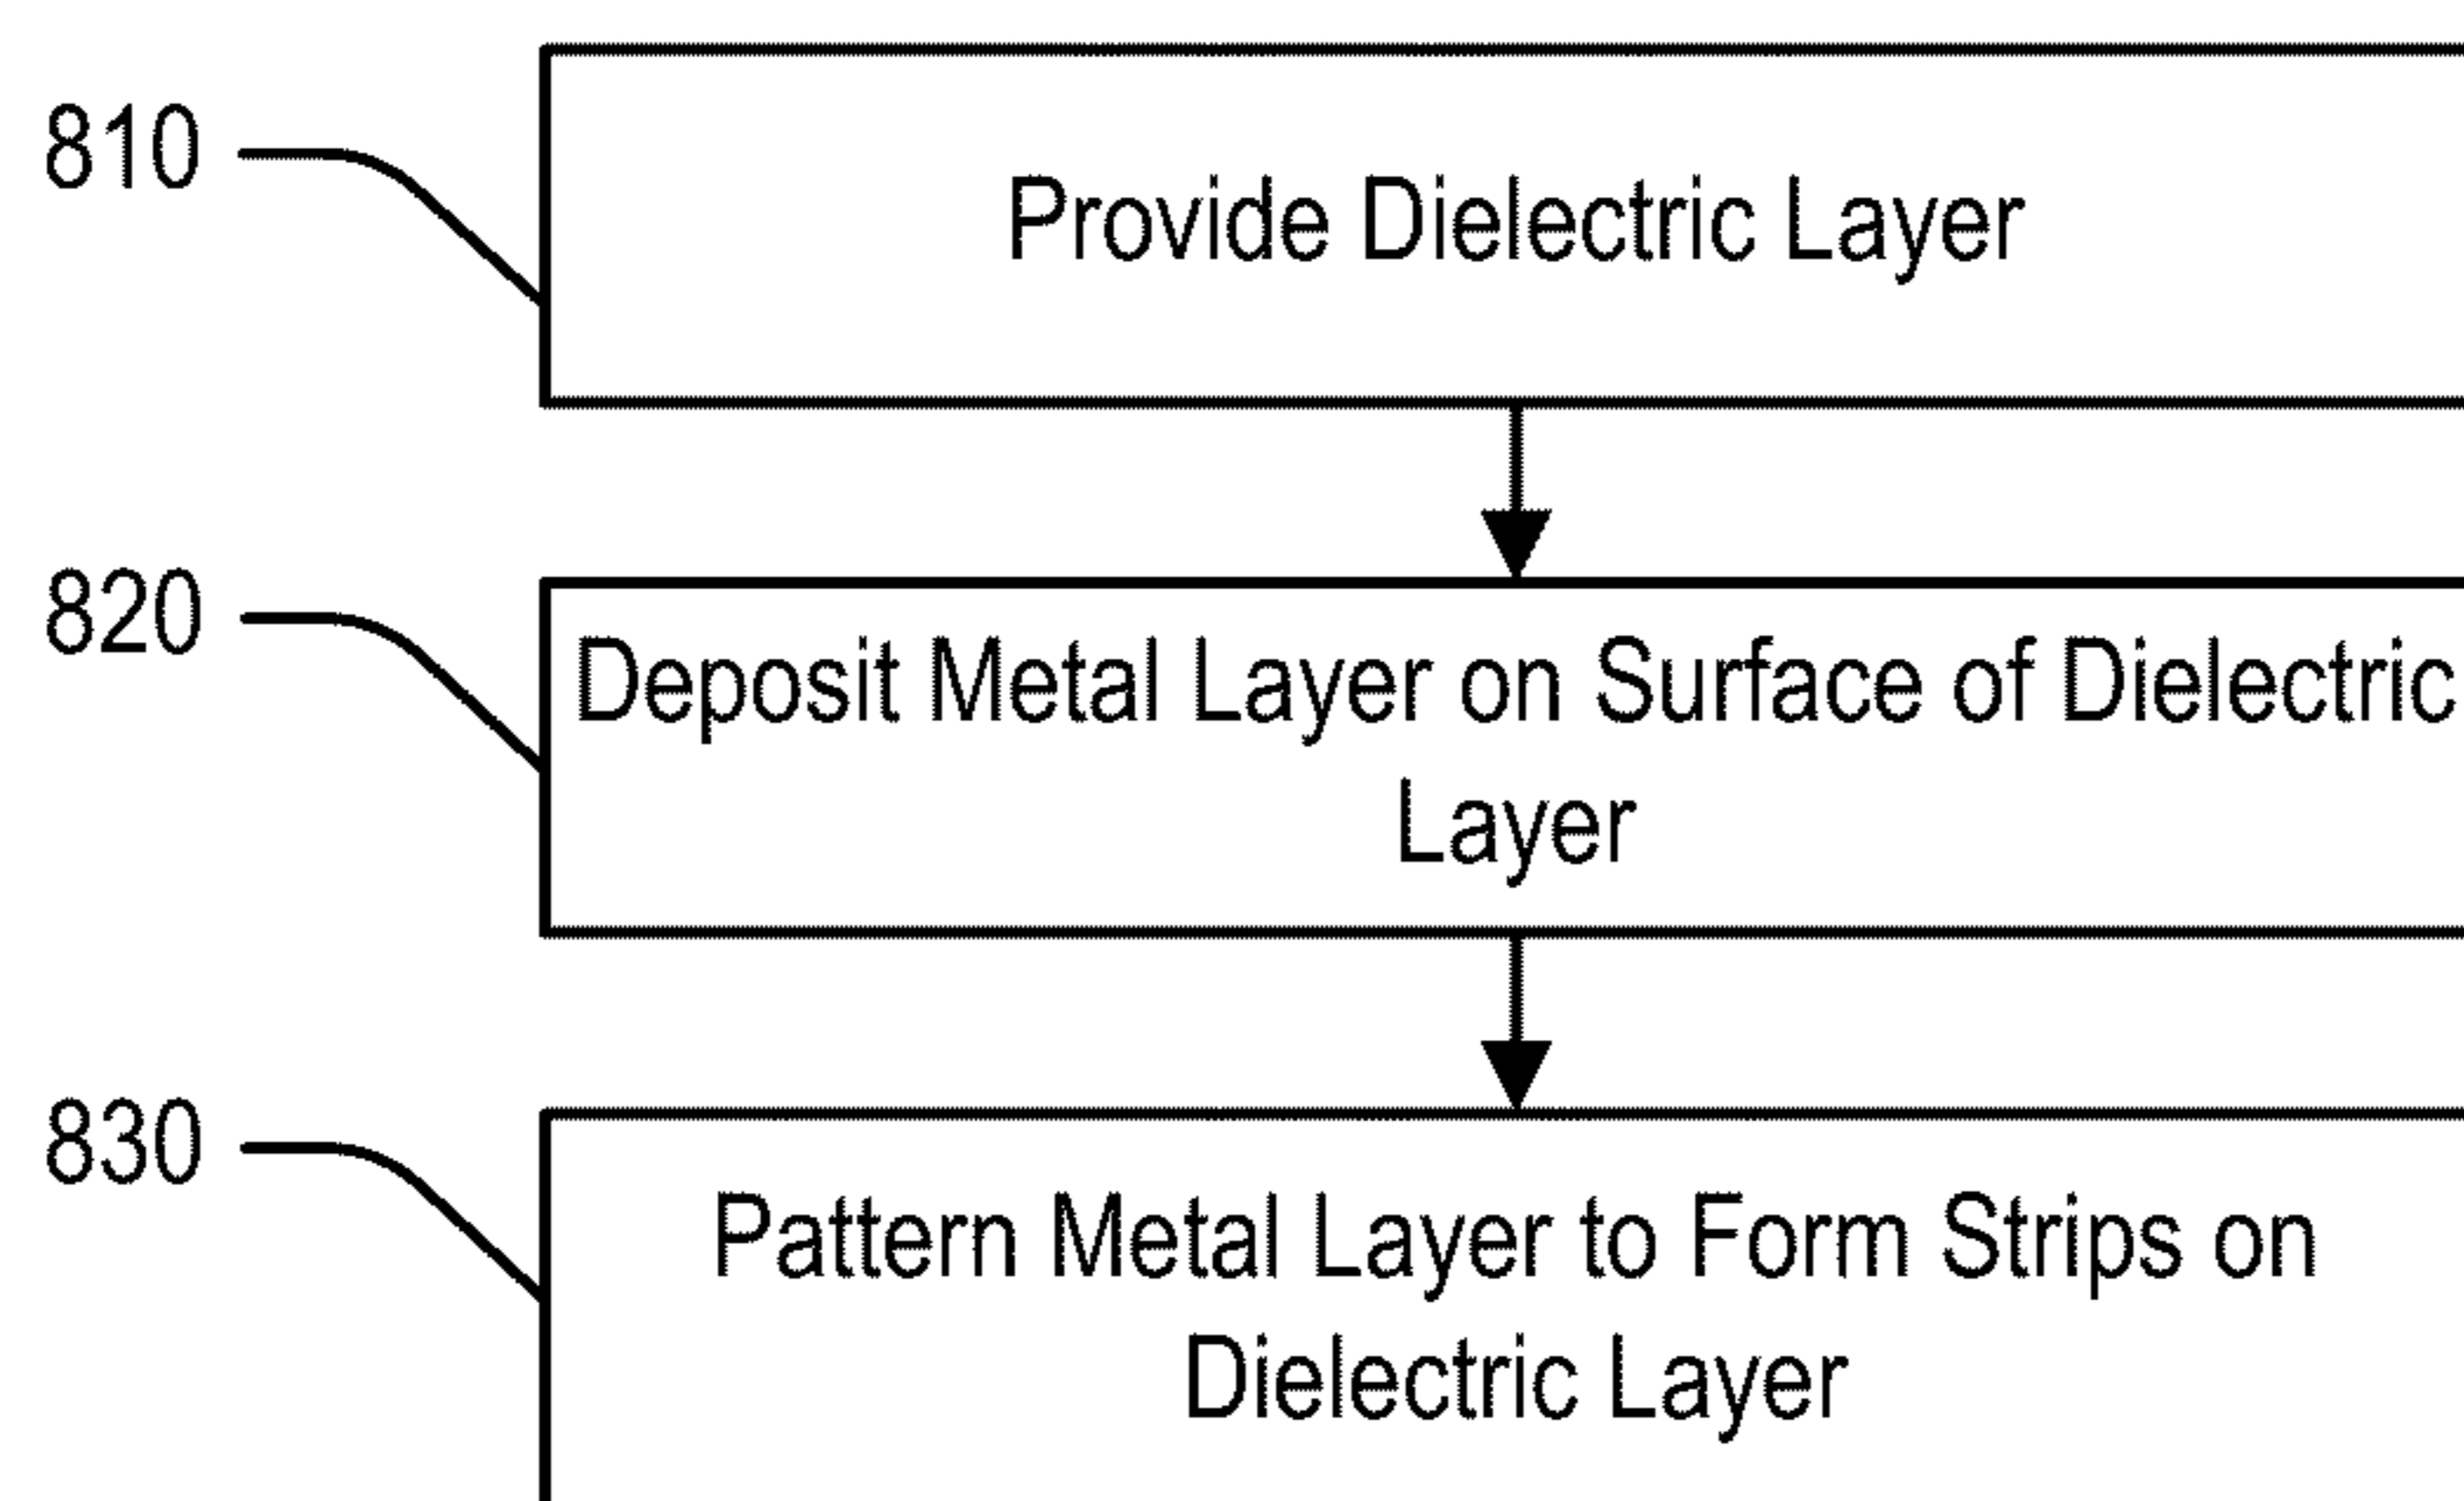 810
Provide Dielectric Layer
820
Deposit Metal Layer on Surface of Dielectric
Layer
830
Pattern Metal Layer to Form Strips on
Dielectric Layer